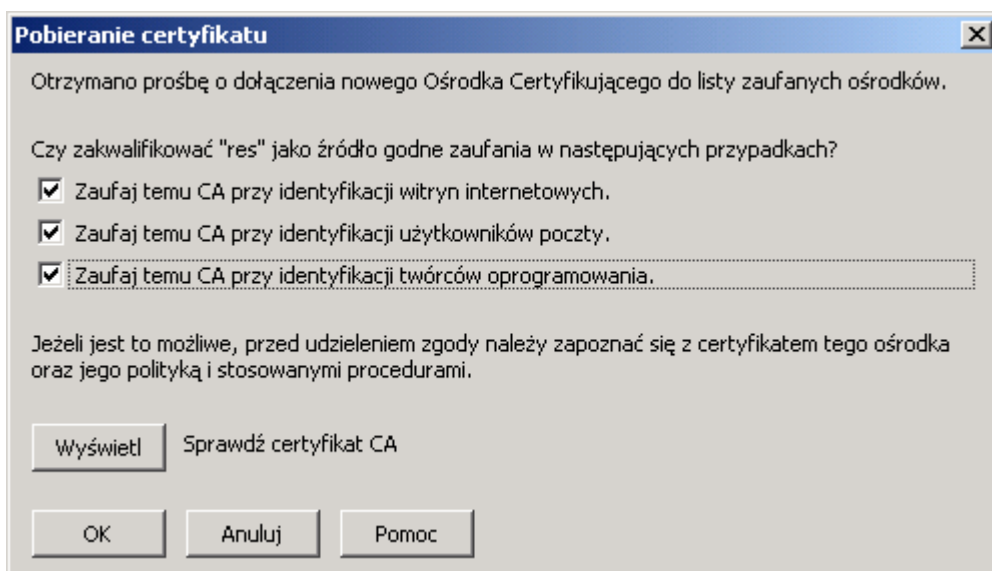 Pobieranie certyfikatu
Otrzymano prośbę o dołączenia nowego Ośrodka Certyfikującego do listy zaufanych ośrodków.
Czy zakwalifikować "res" jako źródło godne zaufania w następujących przypadkach?
Zaufaj temu CA przy identyfikacji witryn internetowych.
Zaufaj temu CA przy identyfikacji użytkowników poczty.
Zaufaj temu CA przy identyfikacji twórców oprogramowania.
Jeżeli jest to możliwe, przed udzieleniem zgody należy zapoznać się z certyfikatem tego ośrodka
oraz jego polityką i stosowanymi procedurami.
Wyświetl Sprawdź certyfikat CA
OK Anuluj Pomoc